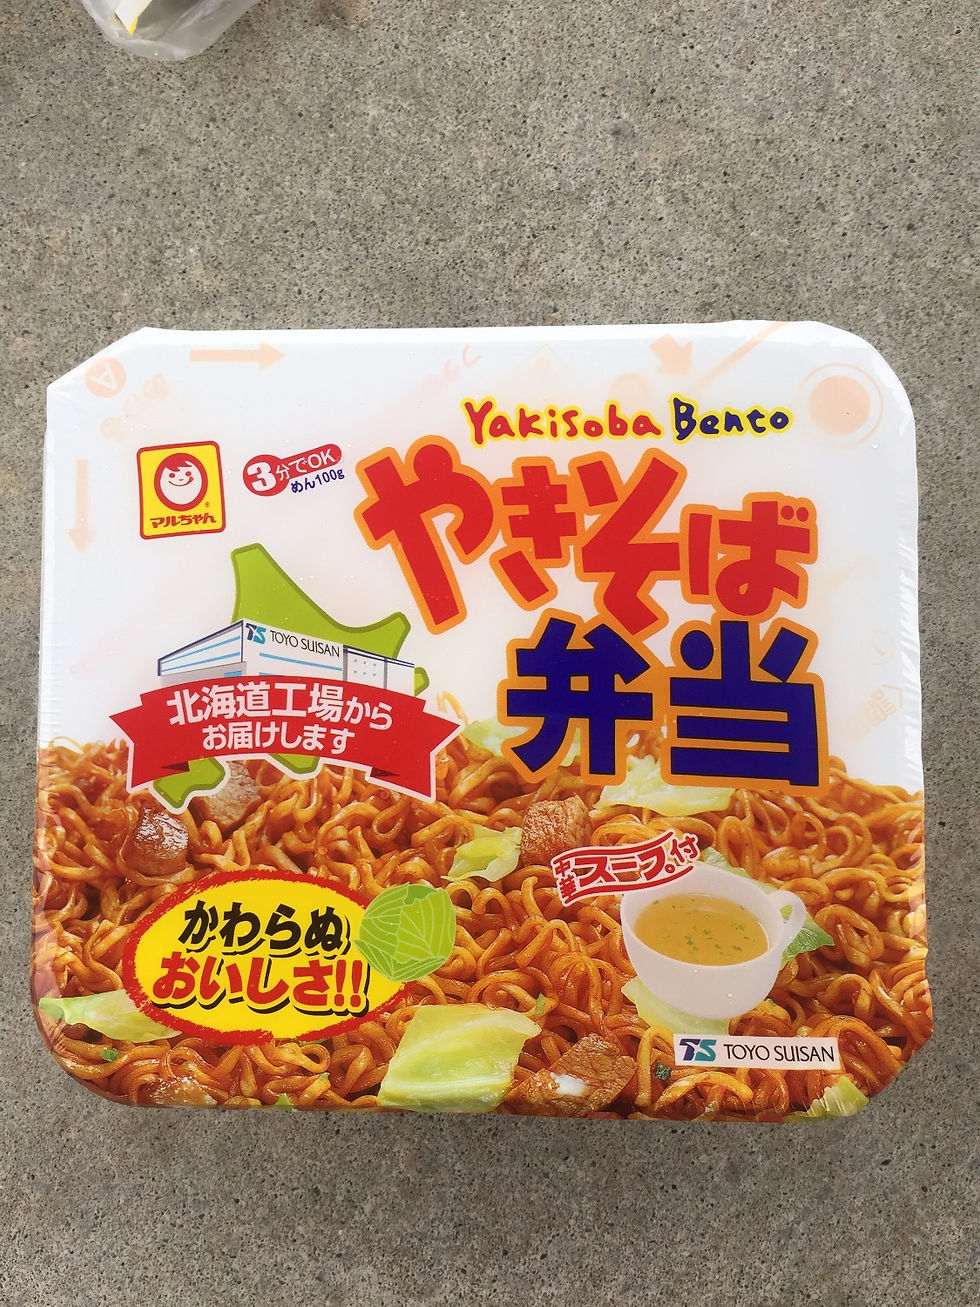 Yakisoba Bento
マルちゃん
®
3分でOK
めん100g
やきそば
弁当
TS TOYO SUISAN
北海道工場から
お届けします
中華スープ付
かわらぬ
おいしさ!!
TS TOYO SUISAN